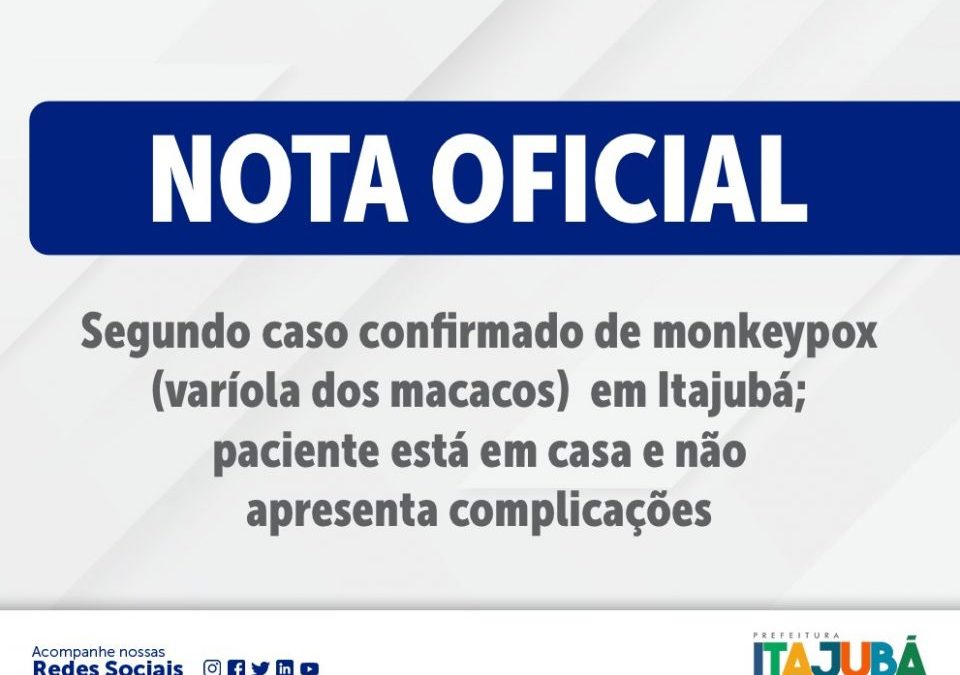 NOTA OFICIAL
Segundo caso confirmado de monkeypox
(varíola dos macacos) em Itajubá;
paciente está em casa e não
apresenta complicações
Acompanhe nossas
Redes Sociais
PREFEITURA
ITAJUBÁ